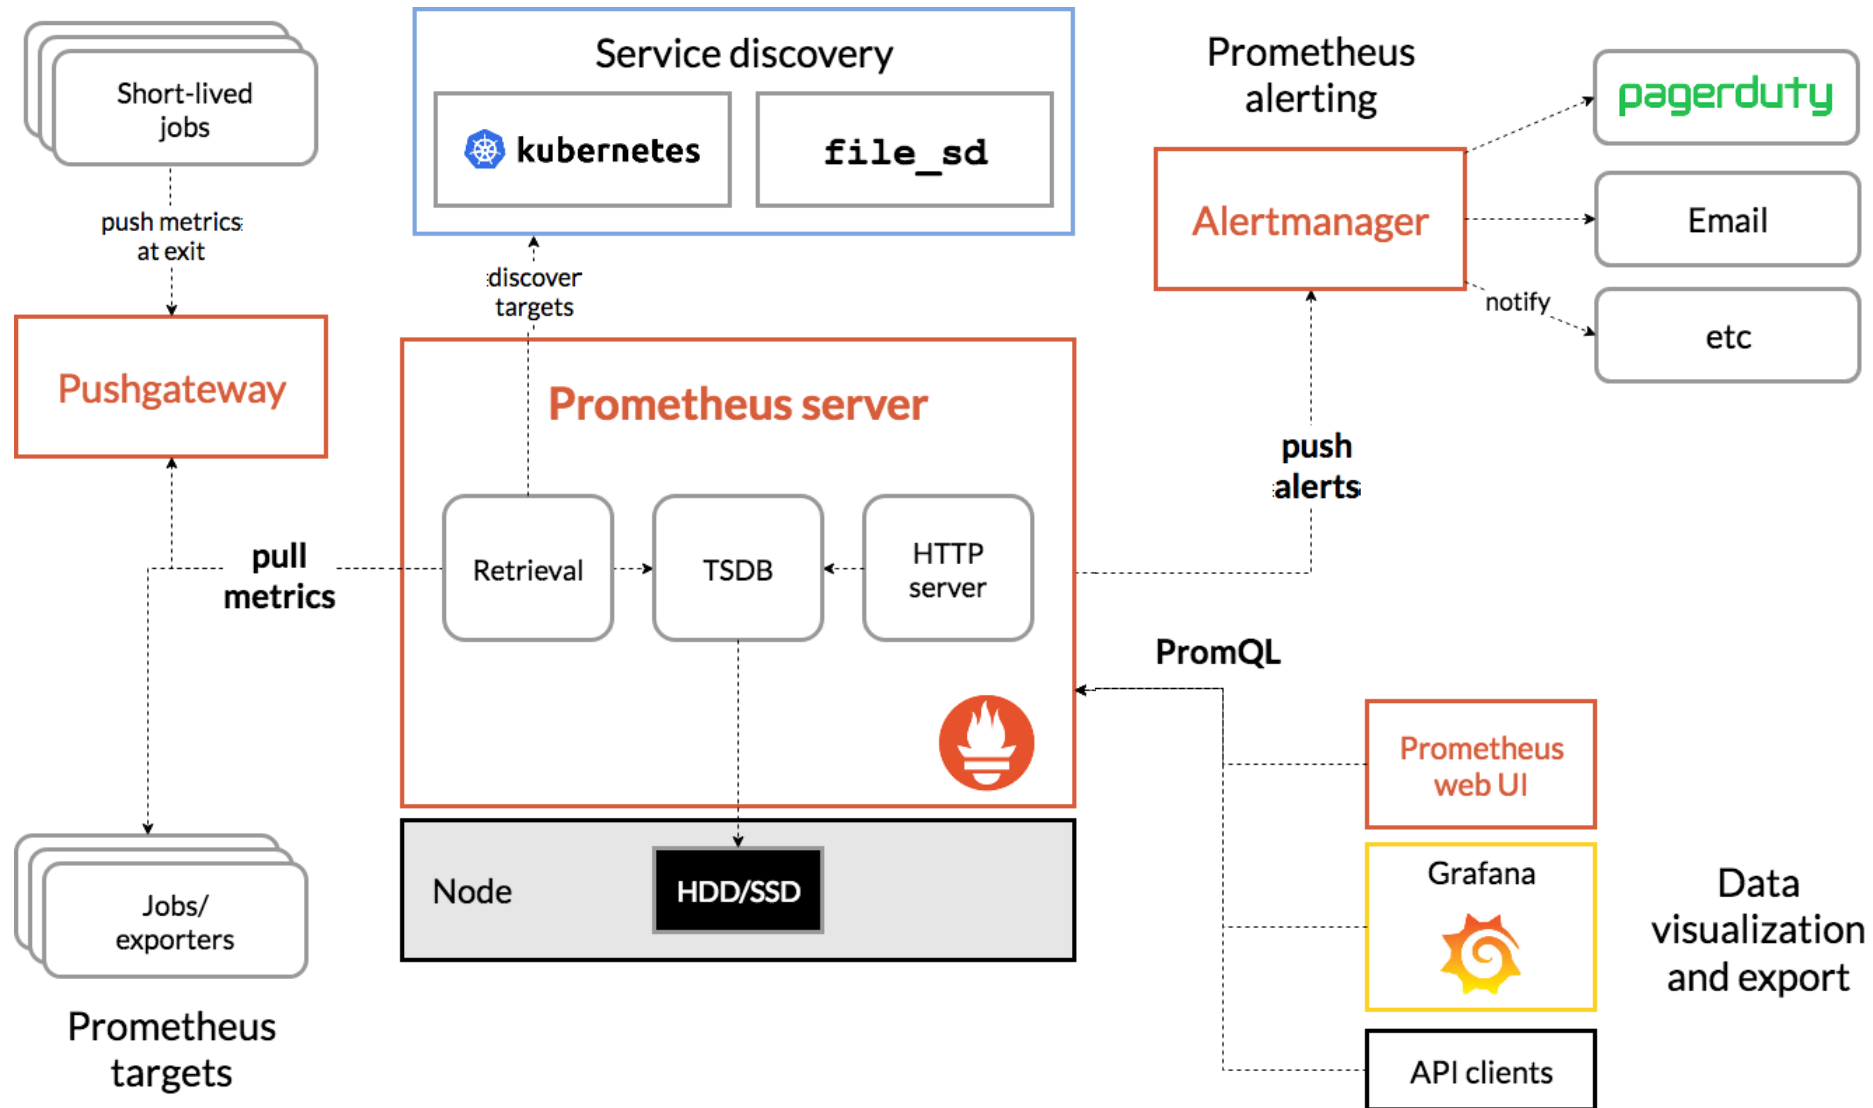 Short-lived
jobs
push metrics
at exit
Pushgateway
pull
metrics
Jobs/
exporters
Prometheus
targets
Service discovery
kubernetes
file_sd
discover
targets
Prometheus server
Retrieval
TSDB
HTTP
server
Node
HDD/SSD
Prometheus
alerting
Alertmanager
pagerduty
Email
notify
etc
push
alerts
PromQL
Prometheus
web UI
Grafana
API clients
Data
visualization
and export